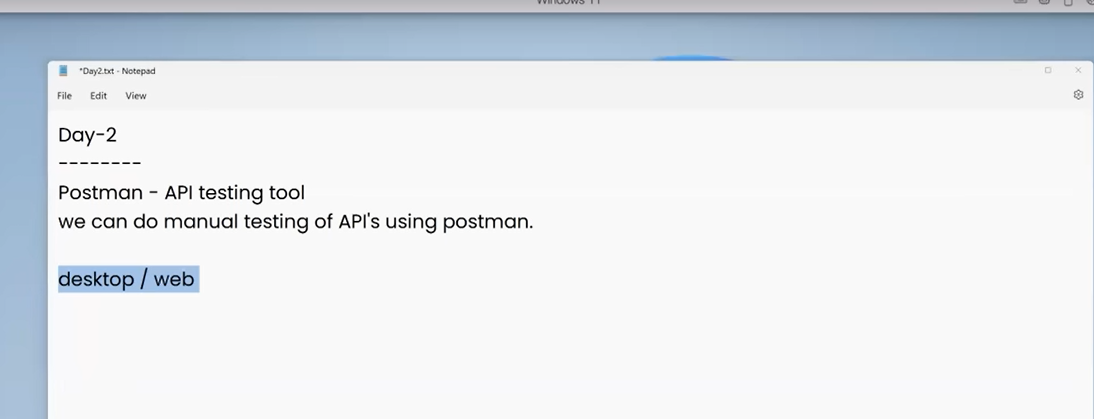 Windows 11
*Day2.txt - Notepad
File Edit View
Day-2
--------
Postman - API testing tool
we can do manual testing of API's using postman.
desktop / web